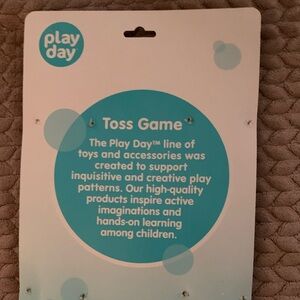 play
day
Toss Game
The Play Day™ line of
toys and accessories was
created to support
inquisitive and creative play
patterns. Our high-quality
products inspire active
imaginations and
hands-on learning
among children.